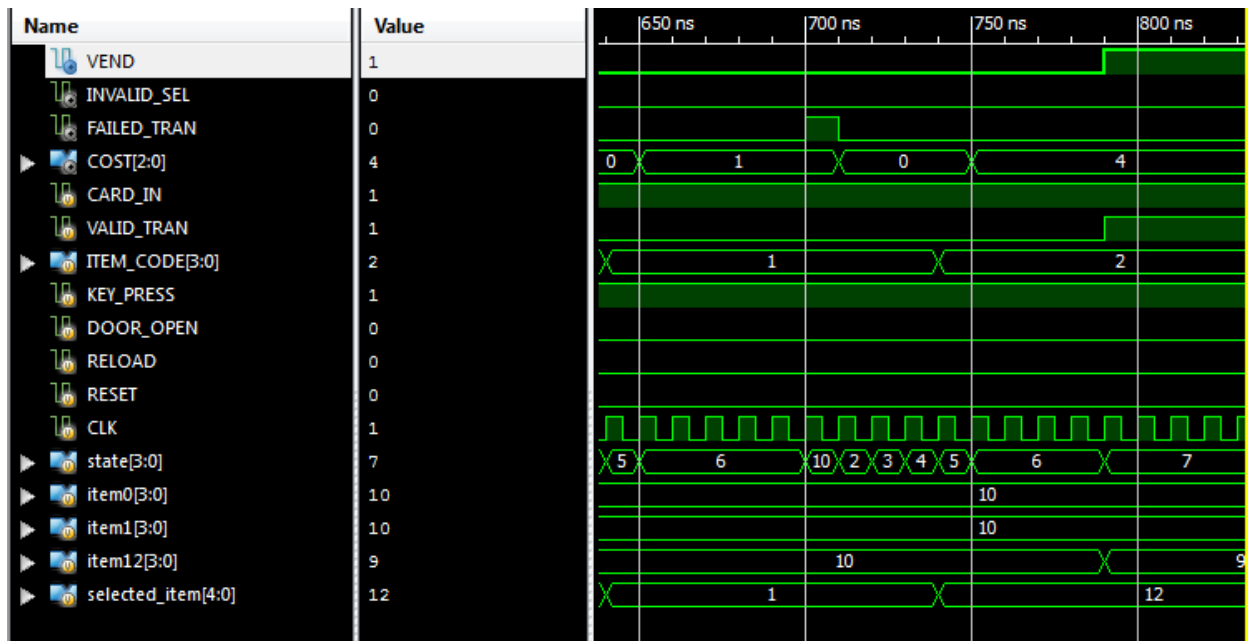 Name Value 650 ns 700 ns 750 ns 800 ns
VEND 1
INVALID_SEL 0
FAILED_TRAN 0
COST[2:0] 4 0 1 0 4
CARD_IN 1
VALID_TRAN 1
ITEM_CODE[3:0] 2 1 2
KEY_PRESS 1
DOOR_OPEN 0
RELOAD 0
RESET 0
CLK 1
state[3:0] 7 5 6 10 2 3 4 5 6 7
item0[3:0] 10 10
item1[3:0] 10 10
item12[3:0] 9 10 9
selected_item[4:0] 12 1 12